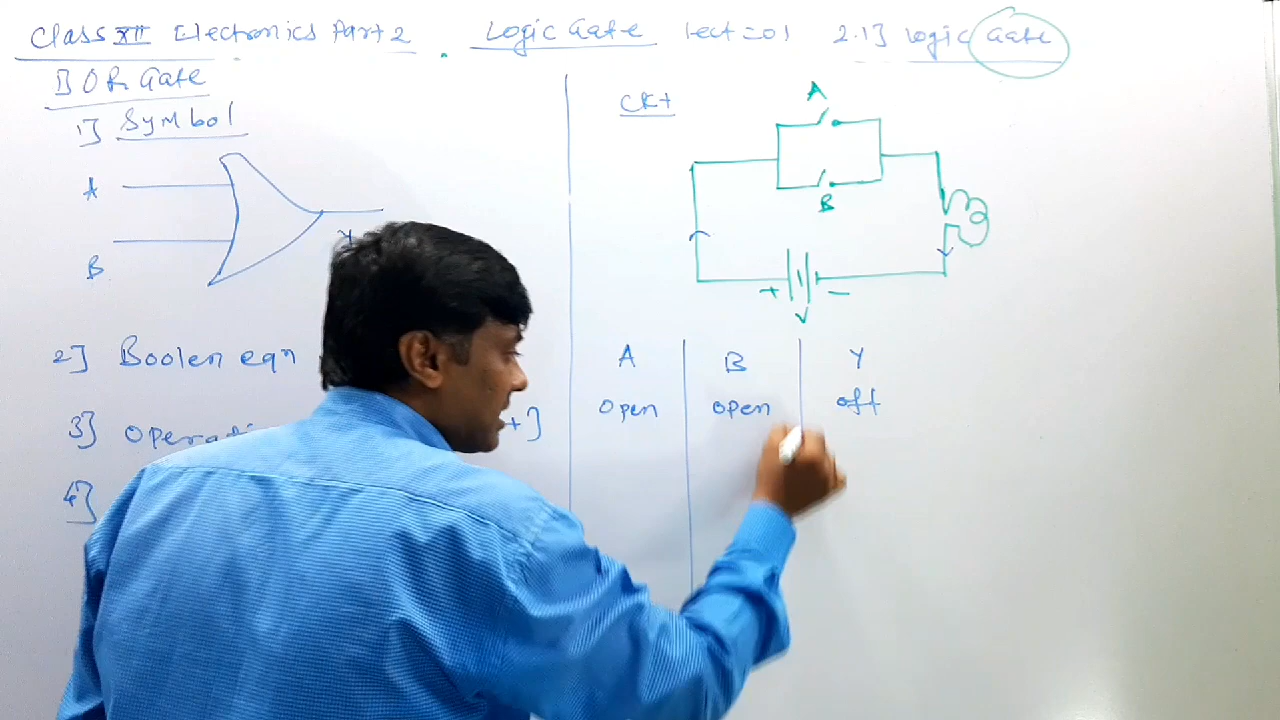 Class XII Electronics Part 2 . Logic Gate lect=01 2.1] logic Gate
I] OR Gate
1] Symbol
A
B
Y
2] Boolen eqn
3] +]
4]
CKt
A
B
+ −
V
A B Y
Open Open off